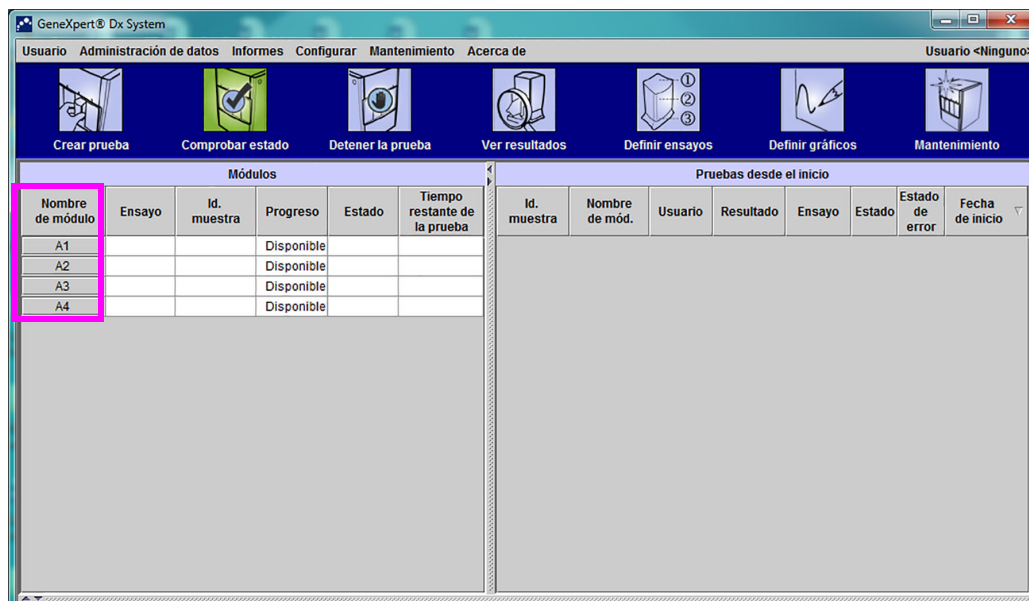 GeneXpert® Dx System
Usuario Administración de datos Informes Configurar Mantenimiento Acerca de Usuario <Ninguno>
① ② ③
Crear prueba Comprobar estado Detener la prueba Ver resultados Definir ensayos Definir gráficos Mantenimiento
Módulos
Nombre de módulo Ensayo Id. muestra Progreso Estado Tiempo restante de la prueba
A1 Disponible
A2 Disponible
A3 Disponible
A4 Disponible
Pruebas desde el inicio
Id. muestra Nombre de mód. Usuario Resultado Ensayo Estado Estado de error Fecha de inicio